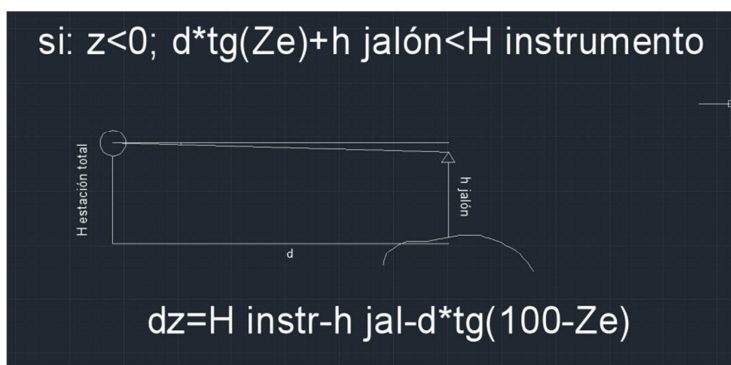 si: z<0; d*tg(Ze)+h jalón<H instrumento
H estación total
h jalón
d
dz=H instr-h jal-d*tg(100-Ze)